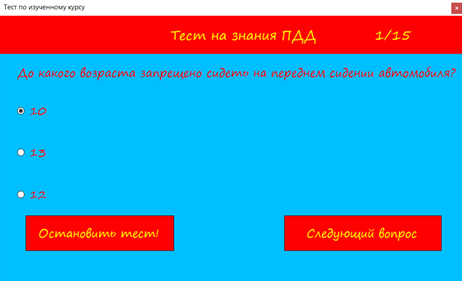 Тест по изученному курсу
Тест на знания ПДД 1/15
До какого возраста запрещено сидеть на переднем сидении автомобиля?
10
13
12
Остановить тест! Следующий вопрос